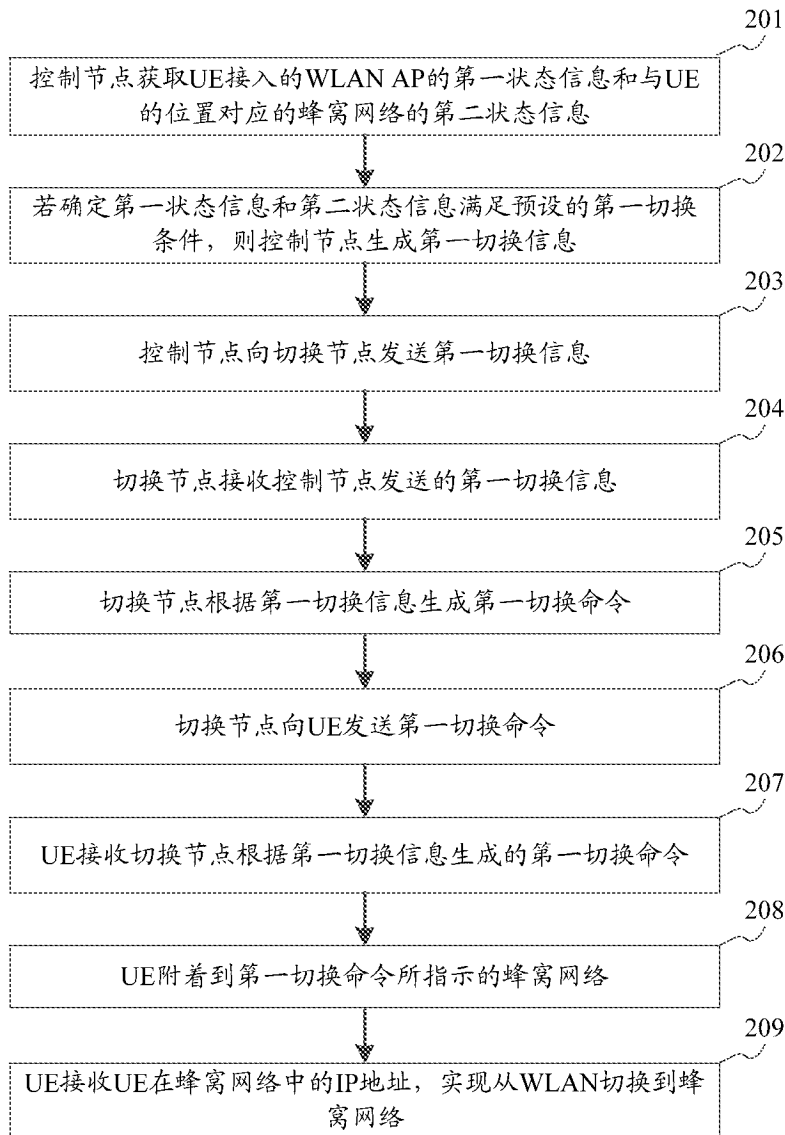 201
控制节点获取UE接入的WLAN AP的第一状态信息和与UE
的位置对应的蜂窝网络的第二状态信息
202
若确定第一状态信息和第二状态信息满足预设的第一切换
条件，则控制节点生成第一切换信息
203
控制节点向切换节点发送第一切换信息
204
切换节点接收控制节点发送的第一切换信息
205
切换节点根据第一切换信息生成第一切换命令
206
切换节点向UE发送第一切换命令
207
UE接收切换节点根据第一切换信息生成的第一切换命令
208
UE附着到第一切换命令所指示的蜂窝网络
209
UE接收UE在蜂窝网络中的IP地址，实现从WLAN切换到蜂
窝网络